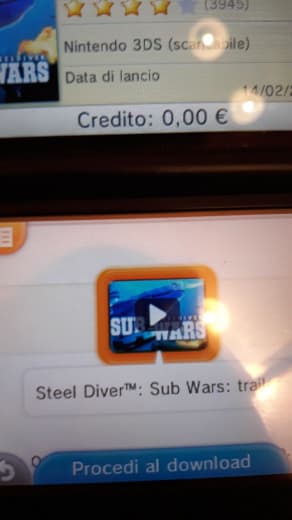 (3945)
Nintendo 3DS (scaricabile)
WARS
Data di lancio
14/02/2
Credito: 0,00 €
SUB WARS
Steel Diver™: Sub Wars: trail
Procedi al download